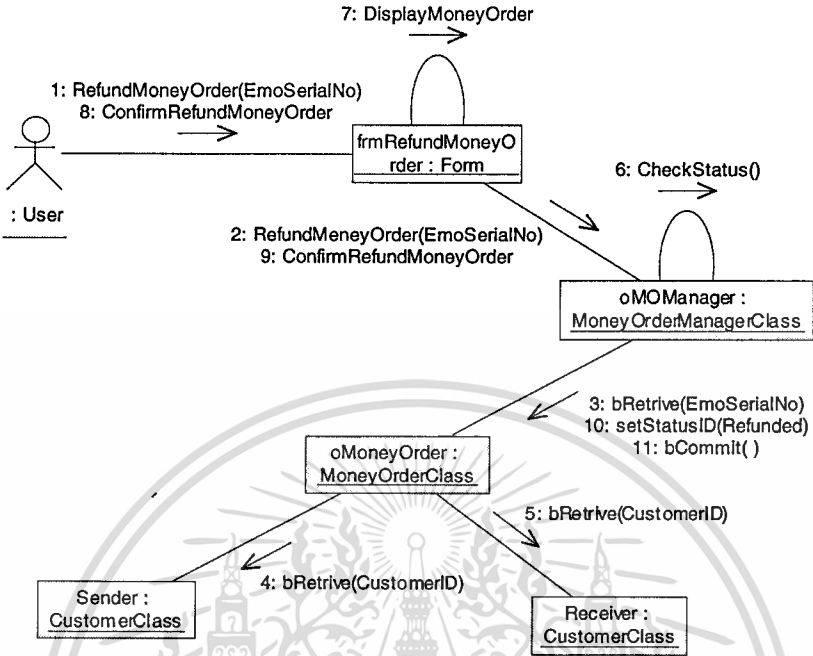 7: DisplayMoneyOrder
1: RefundMoneyOrder(EmoSerialNo)
8: ConfirmRefundMoneyOrder
frmRefundMoneyO
rder : Form
: User
6: CheckStatus()
2: RefundMeneyOrder(EmoSerialNo)
9: ConfirmRefundMoneyOrder
oMOManager :
MoneyOrderManagerClass
3: bRetrive(EmoSerialNo)
10: setStatusID(Refunded)
11: bCommit( )
oMoneyOrder :
MoneyOrderClass
5: bRetrive(CustomerID)
4: bRetrive(CustomerID)
Sender :
CustomerClass
Receiver :
CustomerClass